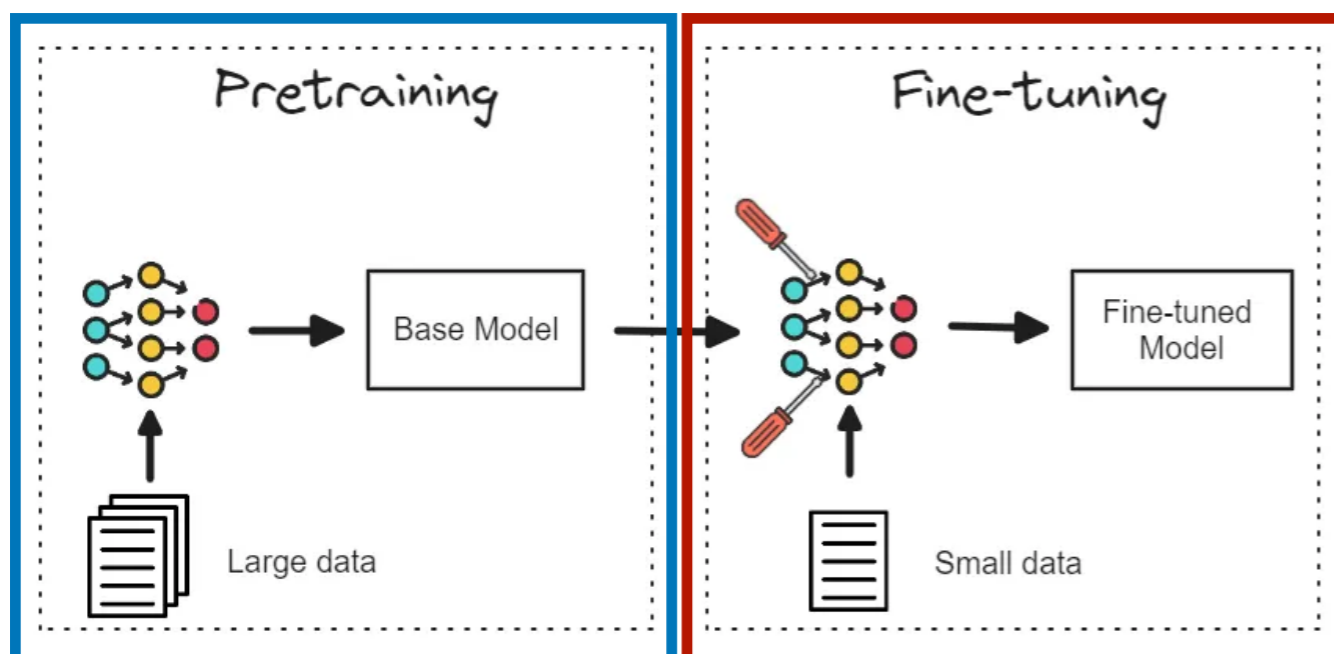 Pretraining
Base Model
Large data
Fine-tuning
Fine-tuned
Model
Small data